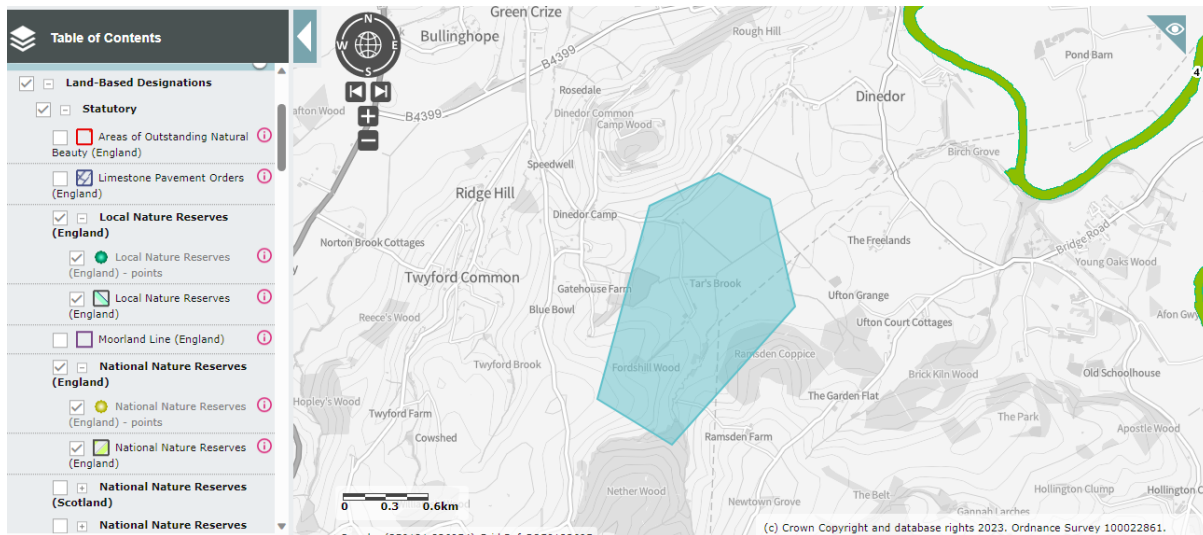 Table of Contents
Land-Based Designations
Statutory
Areas of Outstanding Natural
Beauty (England)
Limestone Pavement Orders
(England)
Local Nature Reserves
(England)
Local Nature Reserves
(England) - points
Local Nature Reserves
(England)
Moorland Line (England)
National Nature Reserves
(England)
National Nature Reserves
(England) - points
National Nature Reserves
(England)
National Nature Reserves
(Scotland)
National Nature Reserves
N
W E
S
Green Crize
Bullinghope
Rough Hill
B4399
Pond Barn
4
Rosedale
Dinedor
afton Wood
B4399
Dinedor Common
Camp Wood
Birch Grove
Speedwell
Ridge Hill
Dinedor Camp
Norton Brook Cottages
The Freelands
Bridge Road
Young Oaks Wood
Twyford Common
Gatehouse Farm
Tar's Brook
Ufton Grange
Blue Bowl
Reece's Wood
Ufton Court Cottages
Afon Gwy
Ramsden Coppice
Twyford Brook
Fordshill Wood
Brick Kiln Wood
Old Schoolhouse
Hopley's Wood
The Garden Flat
Twyford Farm
The Park
Apostle Wood
Cowshed
Ramsden Farm
Nether Wood
The Belt
Hollington Clump
Hollington C
Newtown Grove
Gannah Larches
0 0.3 0.6km
(c) Crown Copyright and database rights 2023. Ordnance Survey 100022861.